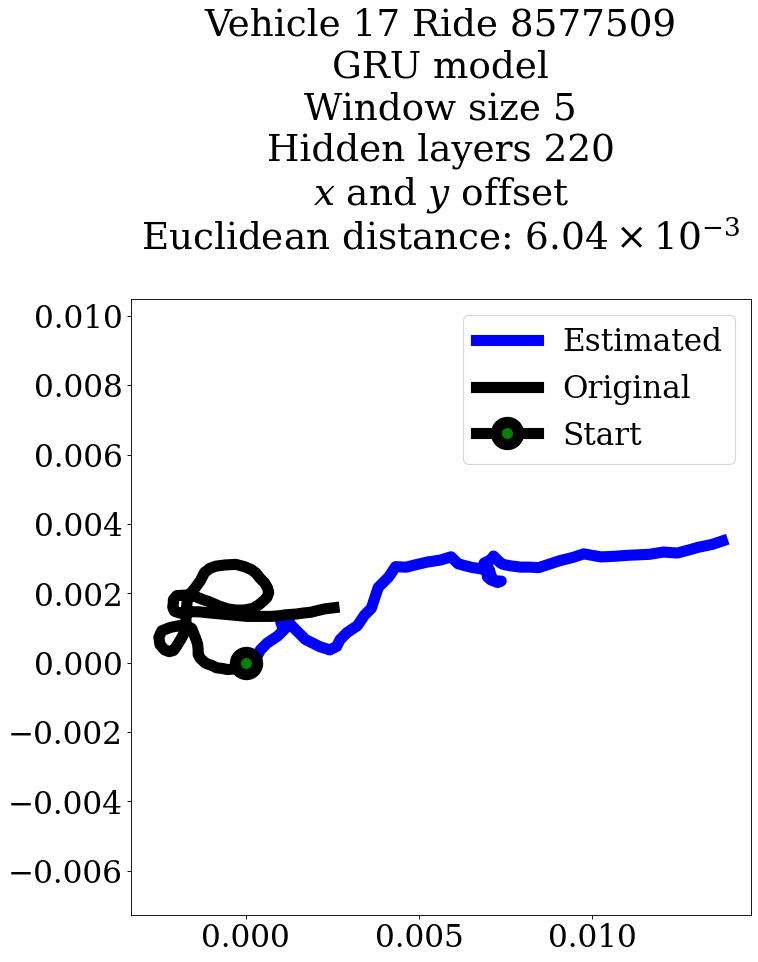 Vehicle 17 Ride 8577509
GRU model
Window size 5
Hidden layers 220
x and y offset
Euclidean distance: 6.04 × 10⁻³
Estimated
Original
Start
0.010
0.008
0.006
0.004
0.002
0.000
−0.002
−0.004
−0.006
0.000 0.005 0.010